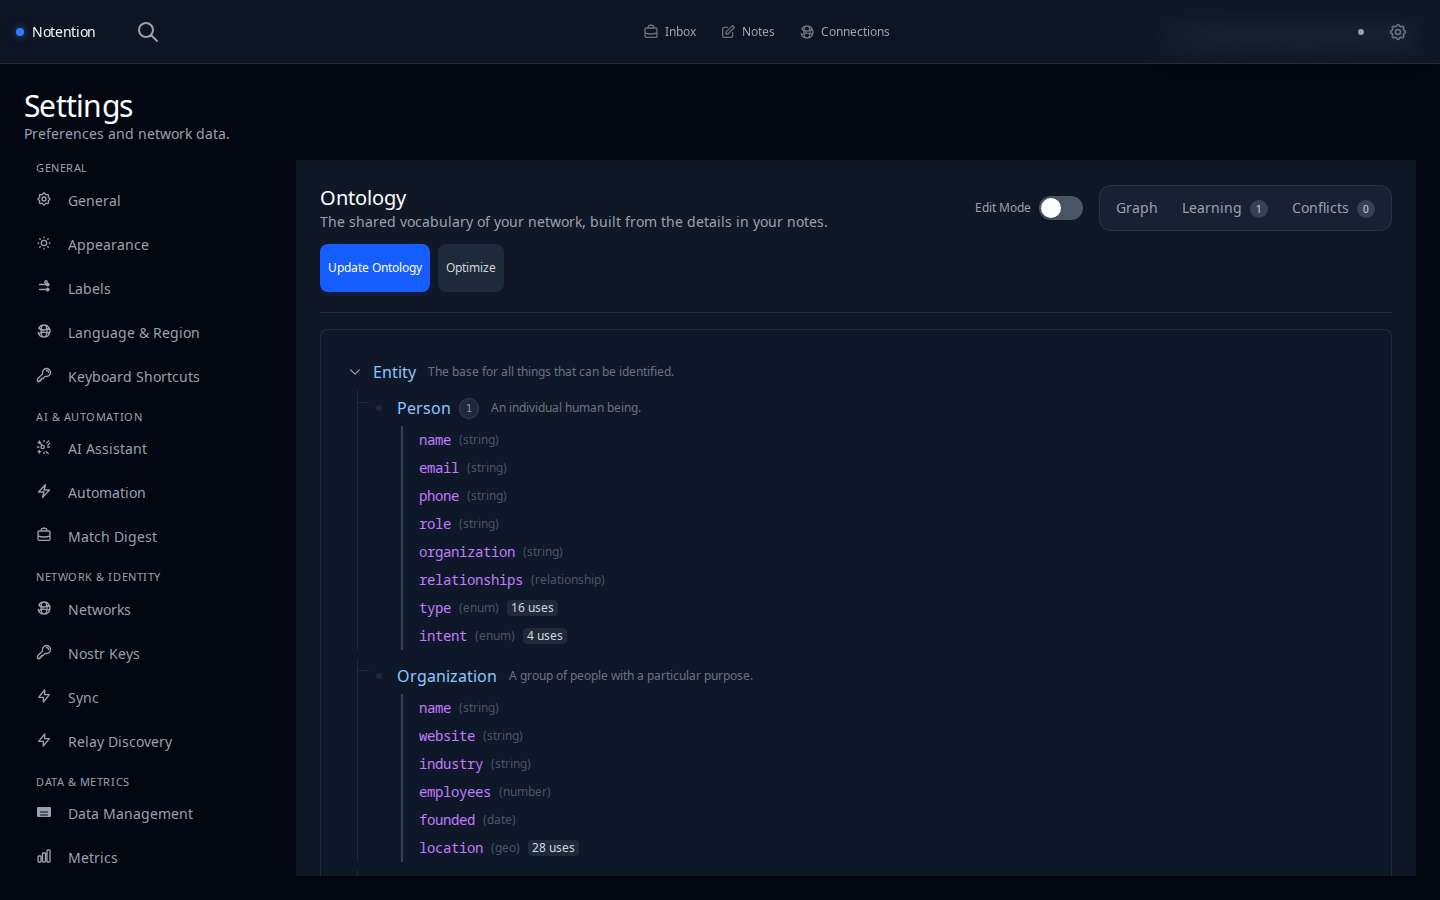 Notention
Inbox
Notes
Connections
Settings
Preferences and network data.
GENERAL
General
Appearance
Labels
Language & Region
Keyboard Shortcuts
AI & AUTOMATION
AI Assistant
Automation
Match Digest
NETWORK & IDENTITY
Networks
Nostr Keys
Sync
Relay Discovery
DATA & METRICS
Data Management
Metrics
Ontology
The shared vocabulary of your network, built from the details in your notes.
Edit Mode
Graph
Learning 1
Conflicts 0
Update Ontology
Optimize
Entity The base for all things that can be identified.
Person 1 An individual human being.
name (string)
email (string)
phone (string)
role (string)
organization (string)
relationships (relationship)
type (enum) 16 uses
intent (enum) 4 uses
Organization A group of people with a particular purpose.
name (string)
website (string)
industry (string)
employees (number)
founded (date)
location (geo) 28 uses